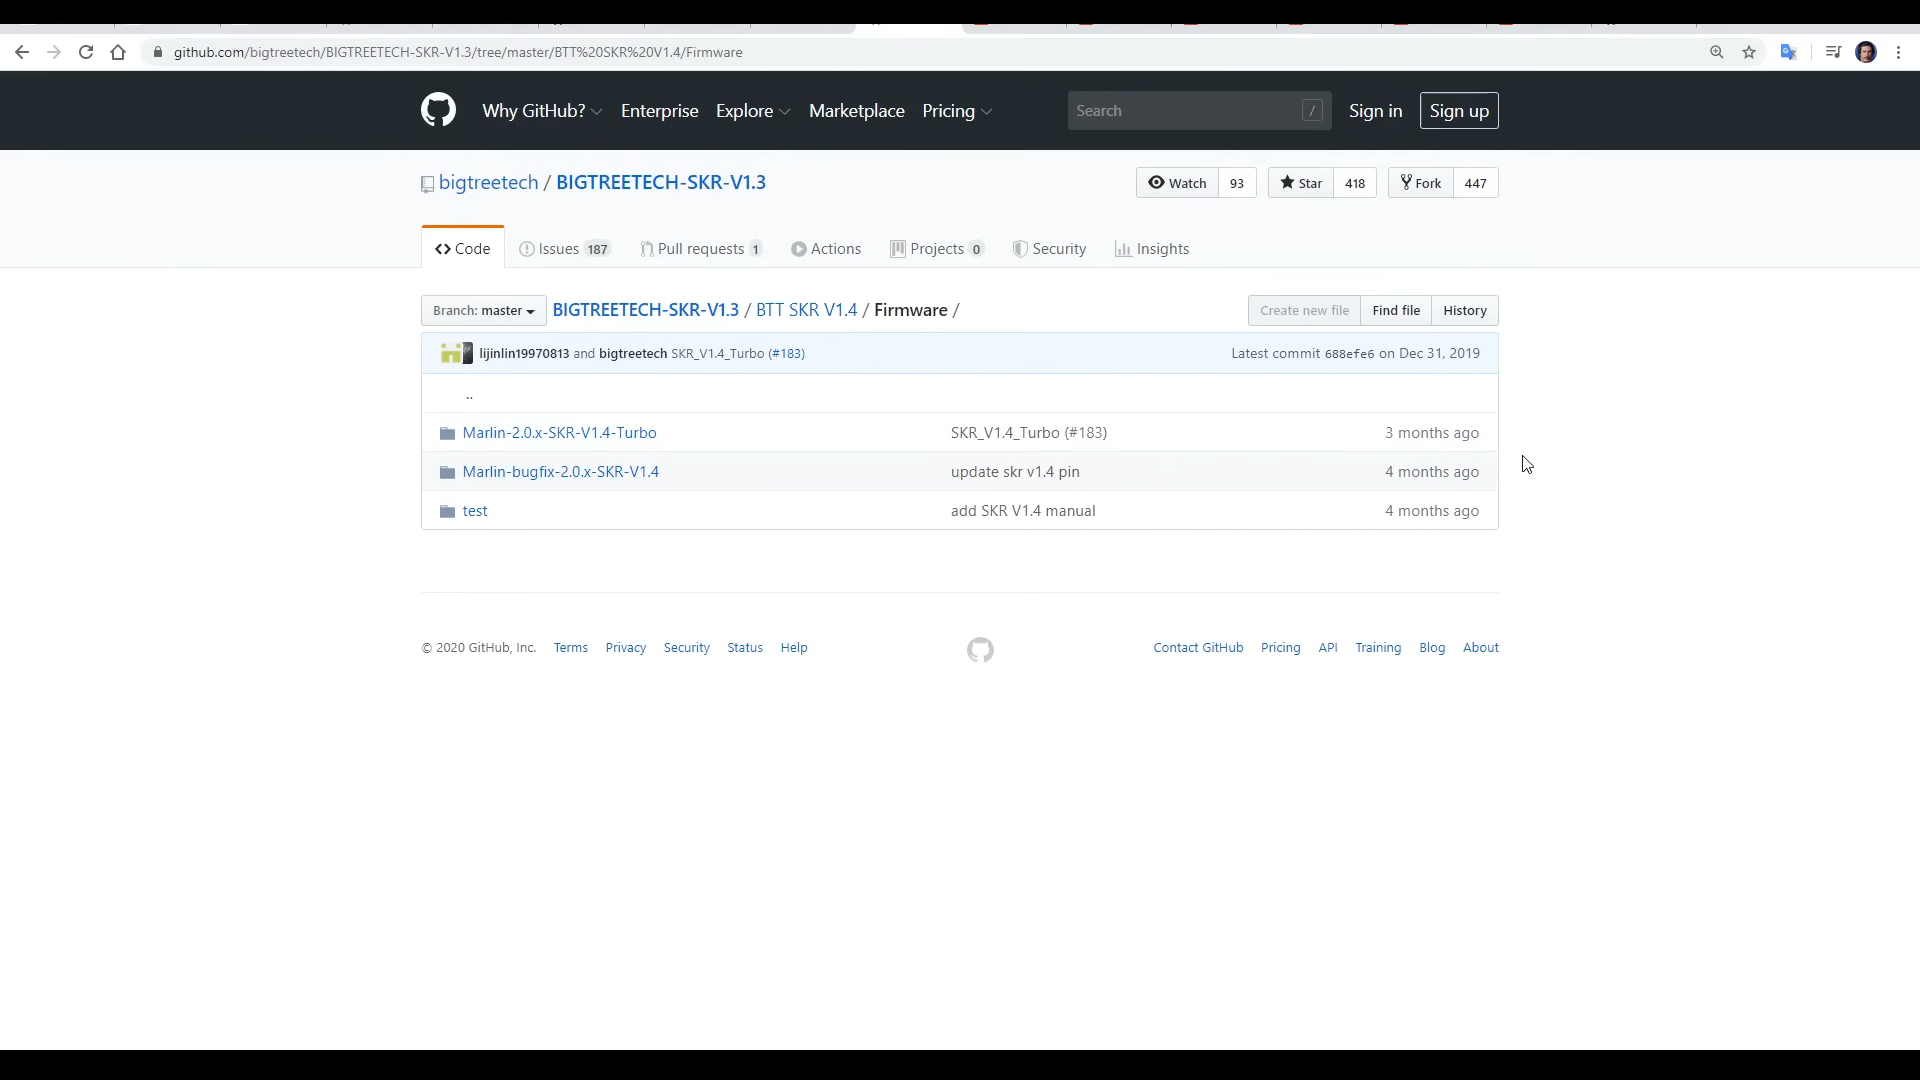 github.com/bigtreetech/BIGTREETECH-SKR-V1.3/tree/master/BTT%20SKR%20V1.4/Firmware
Why GitHub? Enterprise Explore Marketplace Pricing Search / Sign in Sign up
bigtreetech / BIGTREETECH-SKR-V1.3 Watch 93 Star 418 Fork 447
Code Issues 187 Pull requests 1 Actions Projects 0 Security Insights
Branch: master BIGTREETECH-SKR-V1.3 / BTT SKR V1.4 / Firmware / Create new file Find file History
lijinlin19970813 and bigtreetech SKR_V1.4_Turbo (#183) Latest commit 688efe6 on Dec 31, 2019
..
Marlin-2.0.x-SKR-V1.4-Turbo SKR_V1.4_Turbo (#183) 3 months ago
Marlin-bugfix-2.0.x-SKR-V1.4 update skr v1.4 pin 4 months ago
test add SKR V1.4 manual 4 months ago
© 2020 GitHub, Inc. Terms Privacy Security Status Help Contact GitHub Pricing API Training Blog About